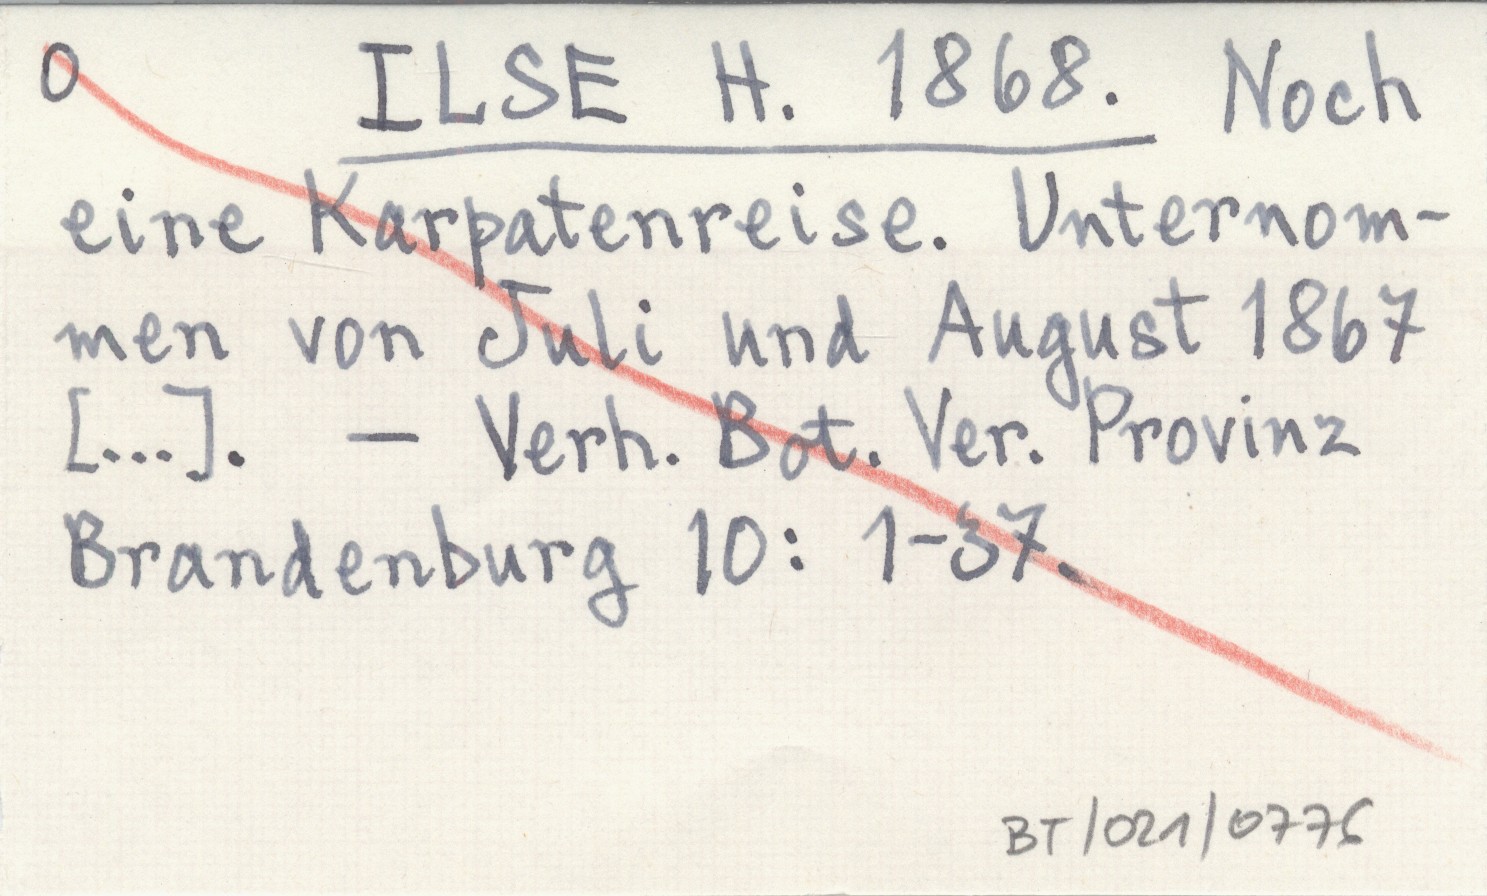 0 ILSE H. 1868. Noch
eine Karpatenreise. Unternom-
men von Juli und August 1867
[...]. — Verh. Bot. Ver. Provinz
Brandenburg 10: 1-37.
BT/021/0776